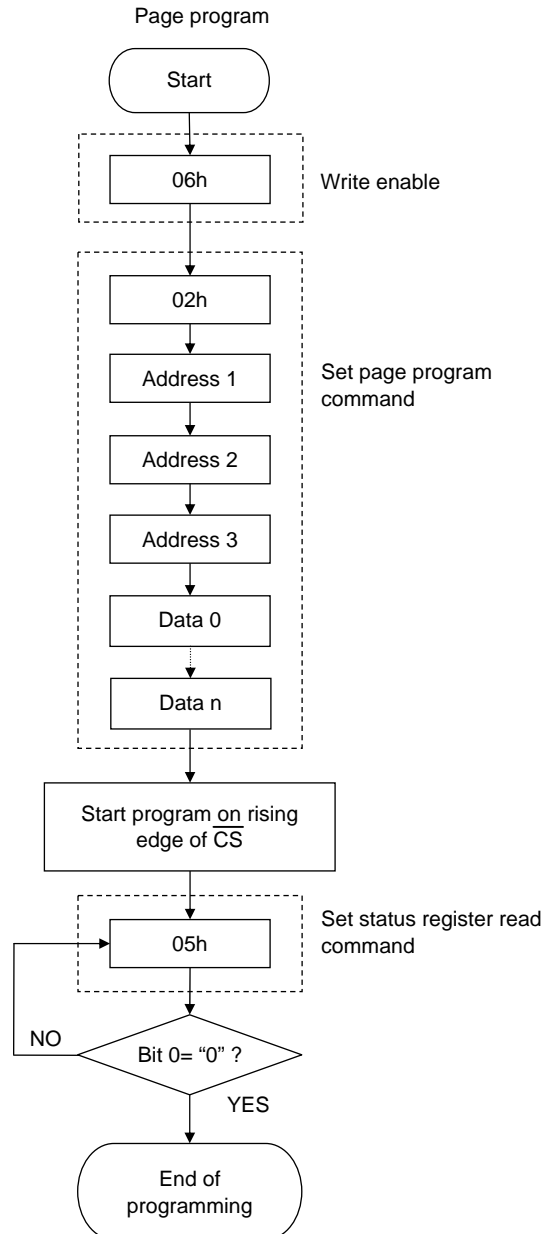 Page program
Start
06h
Write enable
02h
Address 1
Set page program
command
Address 2
Address 3
Data 0
Data n
Start program on rising
edge of C̅S̅
Set status register read
command
05h
NO
Bit 0= “0” ?
YES
End of
programming